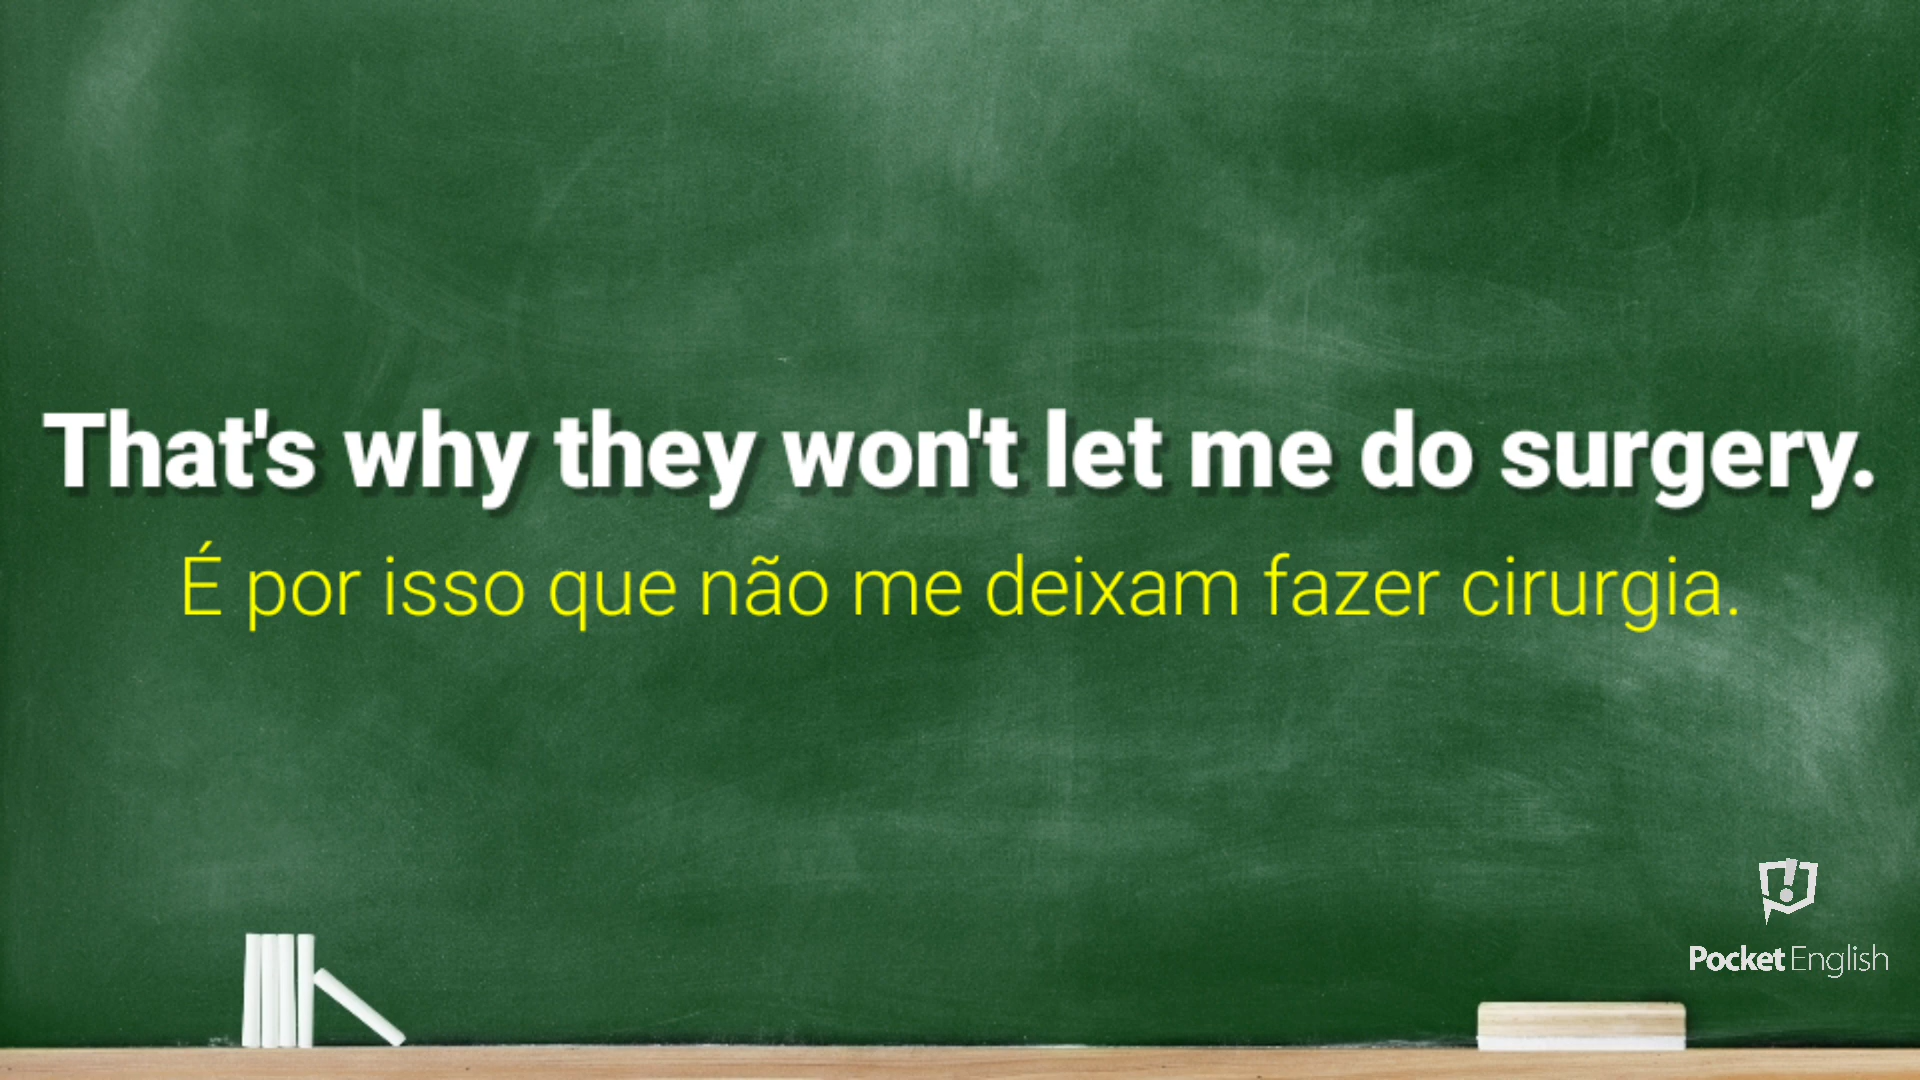 That's why they won't let me do surgery.
É por isso que não me deixam fazer cirurgia.
Pocket English